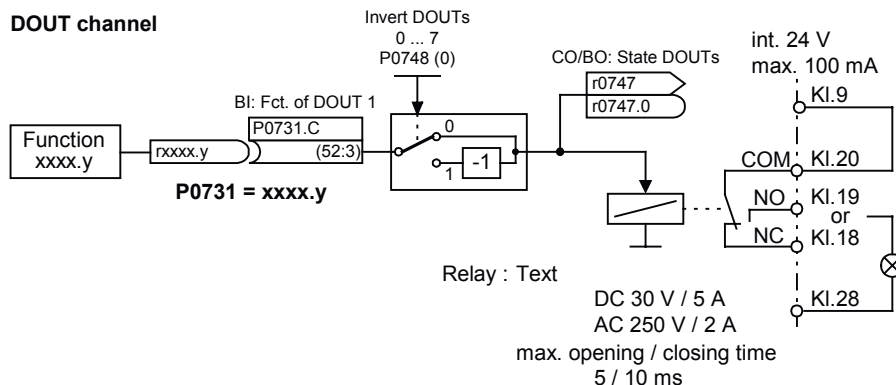 DOUT channel
Invert DOUTs
0 ... 7
P0748 (0)
CO/BO: State DOUTs
r0747
r0747.0
int. 24 V
max. 100 mA
Kl.9
BI: Fct. of DOUT 1
P0731.C
(52:3)
Function
xxxx.y
rxxxx.y
P0731 = xxxx.y
0
1
-1
COM
Kl.20
NO
Kl.19
or
NC
Kl.18
Kl.28
Relay : Text
DC 30 V / 5 A
AC 250 V / 2 A
max. opening / closing time
5 / 10 ms